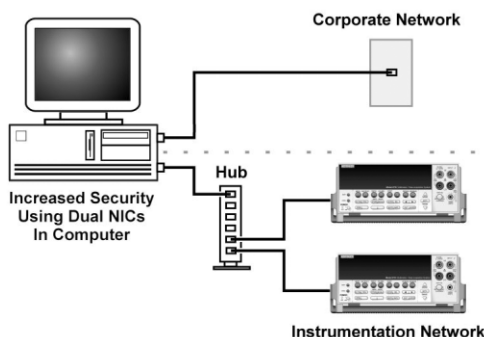 Corporate Network
Hub
Increased Security
Using Dual NICs
In Computer
Instrumentation Network